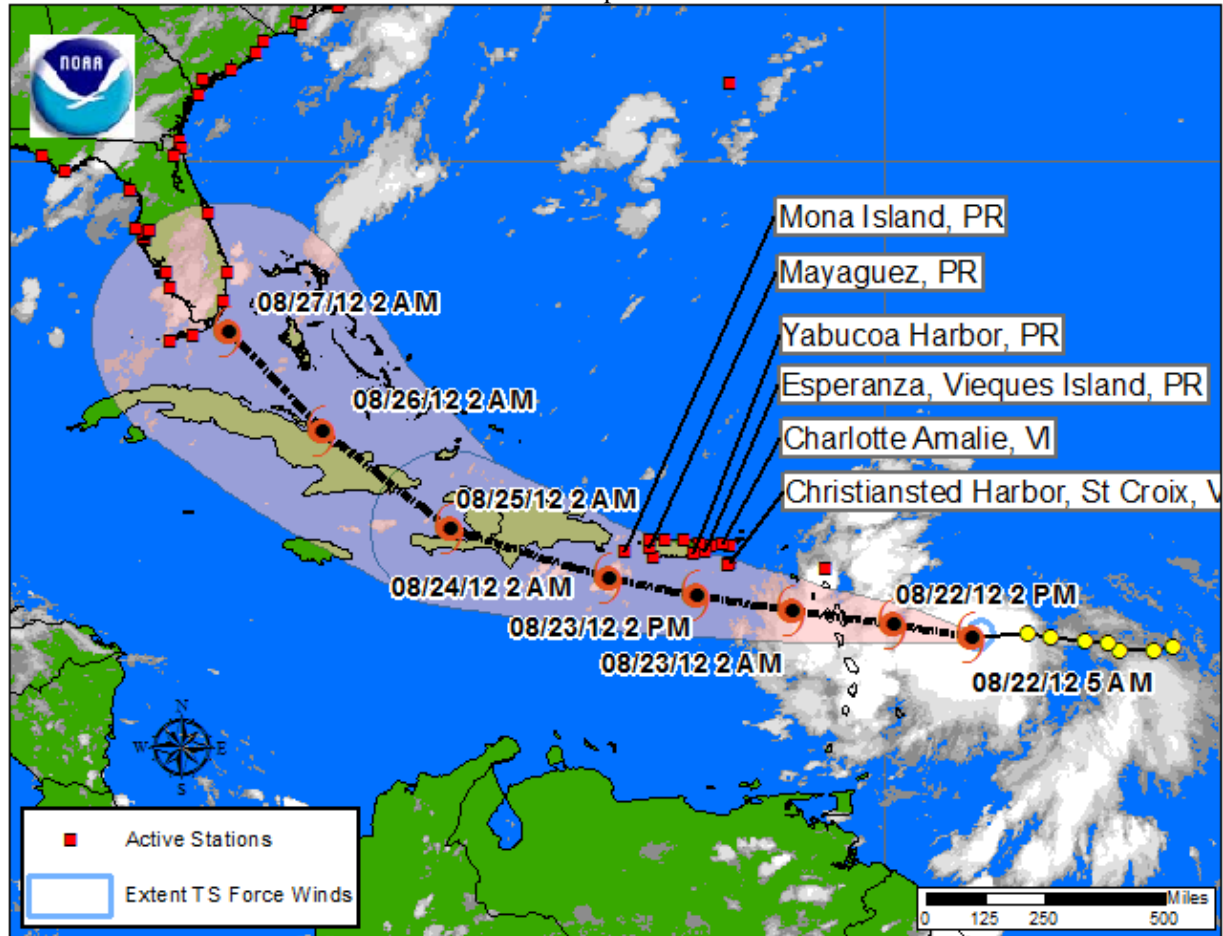 NOAA
Mona Island, PR
Mayaguez, PR
08/27/12 2 AM
Yabucoa Harbor, PR
Esperanza, Vieques Island, PR
08/26/12 2 AM
Charlotte Amalie, VI
Christiansted Harbor, St Croix, V
08/25/12 2 AM
08/24/12 2 AM
08/22/12 2 PM
08/23/12 2 PM
08/23/12 2 AM
08/22/12 5 AM
N
W
E
S
Active Stations
Extent TS Force Winds
Miles
0 125 250 500